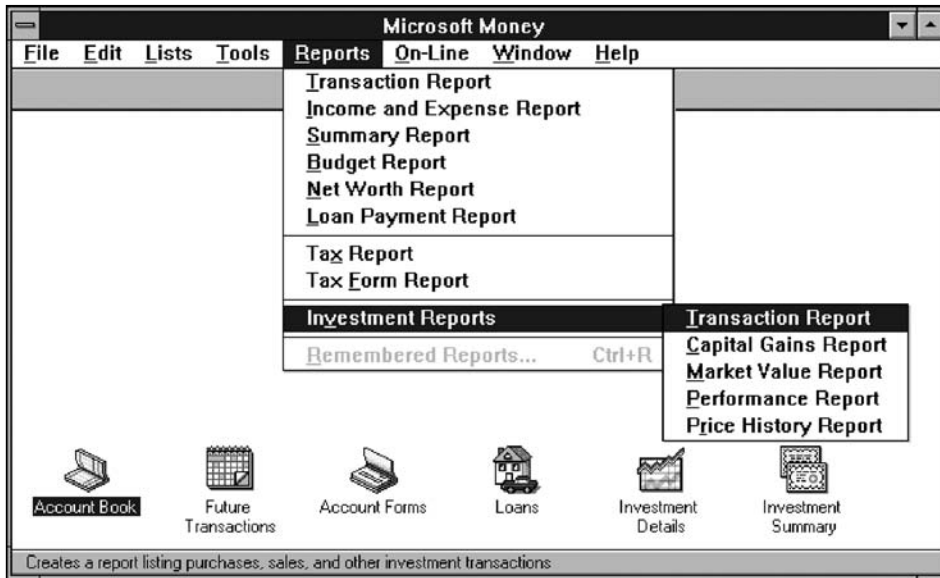 Microsoft Money
File Edit Lists Tools Reports On-Line Window Help
Transaction Report
Income and Expense Report
Summary Report
Budget Report
Net Worth Report
Loan Payment Report
Tax Report
Tax Form Report
Investment Reports
Remembered Reports... Ctrl+R
Transaction Report
Capital Gains Report
Market Value Report
Performance Report
Price History Report
Account Book
Future
Transactions
Account Forms
Loans
Investment
Details
Investment
Summary
Creates a report listing purchases, sales, and other investment transactions